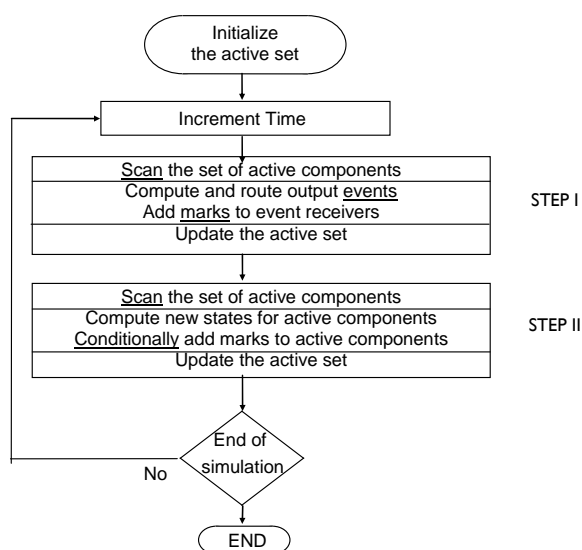 Initialize
the active set
Increment Time
Scan the set of active components
Compute and route output events
Add marks to event receivers
Update the active set
STEP I
Scan the set of active components
Compute new states for active components
Conditionally add marks to active components
Update the active set
STEP II
End of
simulation
No
END